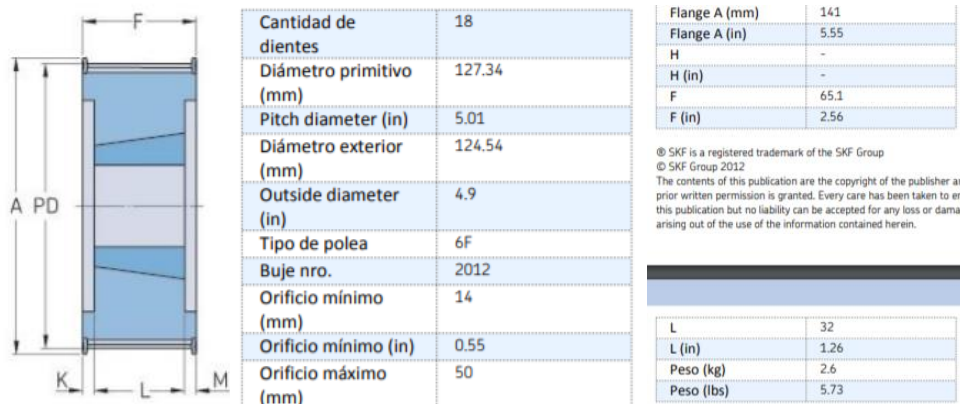 F
A PD
K
L
M
Cantidad de 18
dientes
Diámetro primitivo 127.34
(mm)
Pitch diameter (in) 5.01
Diámetro exterior 124.54
(mm)
Outside diameter 4.9
(in)
Tipo de polea 6F
Buje nro. 2012
Orificio mínimo 14
(mm)
Orificio mínimo (in) 0.55
Orificio máximo 50
(mm)
Flange A (mm) 141
Flange A (in) 5.55
H -
H (in) -
F 65.1
F (in) 2.56
® SKF is a registered trademark of the SKF Group
© SKF Group 2012
The contents of this publication are the copyright of the publisher
prior written permission is granted. Every care has been taken to
this publication but no liability can be accepted for any loss or
arising out of the use of the information contained herein.
L 32
L (in) 1.26
Peso (kg) 2.6
Peso (lbs) 5.73